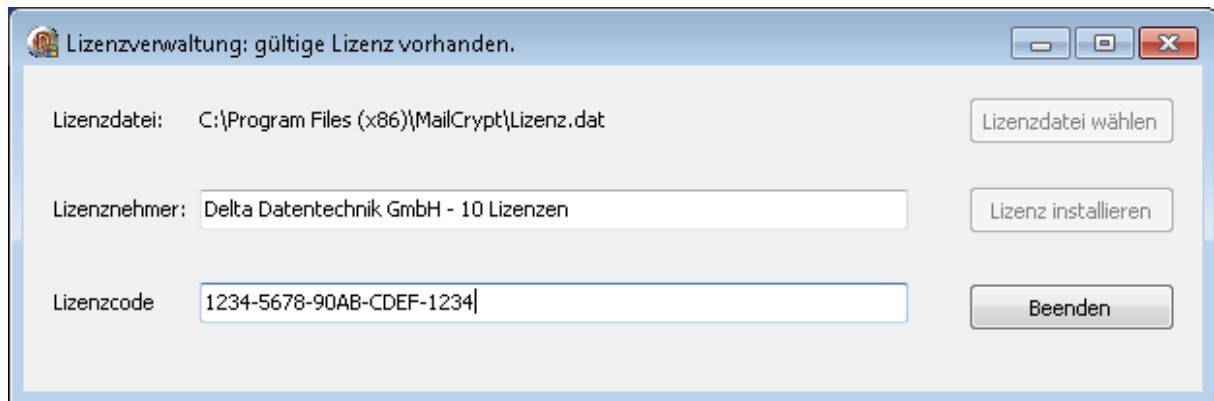 Lizenzverwaltung: gültige Lizenz vorhanden.
Lizenzdatei: C:\Program Files (x86)\MailCrypt\Lizenz.dat Lizenzdatei wählen
Lizenznehmer: Delta Datentechnik GmbH - 10 Lizenzen Lizenz installieren
Lizenzcode 1234-5678-90AB-CDEF-1234 Beenden